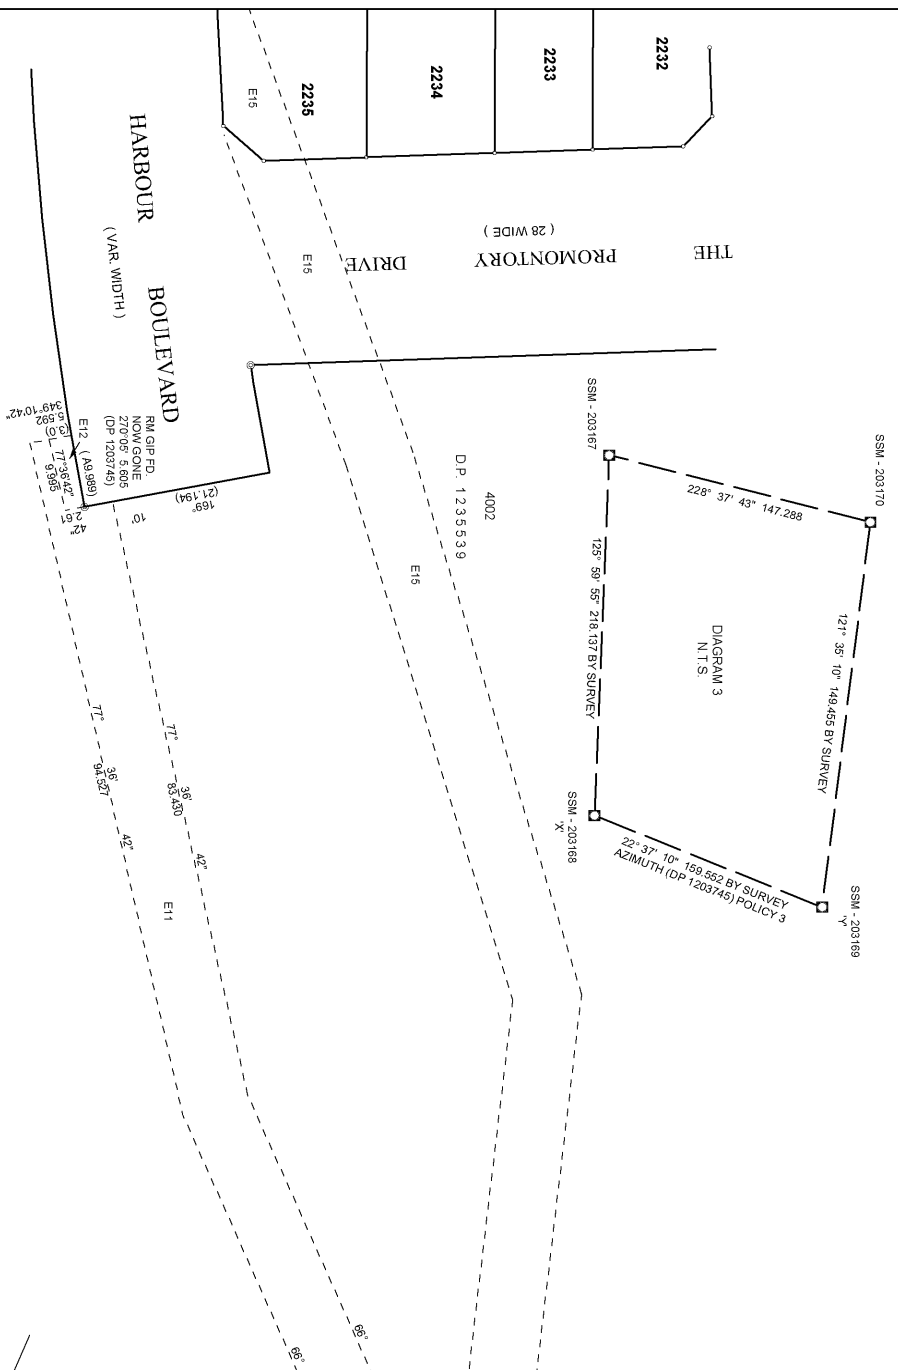 2232
2233
2234
2235
E15
THE PROMONTORY DRIVE
( 28 WIDE )
E15
HARBOUR BOULEVARD
( VAR. WIDTH )
SSM - 203170
SSM - 203167
228° 37' 43" 147.288
121° 35' 10" 149.455 BY SURVEY
125° 59' 55" 218.137 BY SURVEY
DIAGRAM 3
N.T.S.
SSM - 203169
'Y'
SSM - 203168
'X'
22° 37' 10" 159.552 BY SURVEY
AZIMUTH (DP 1203745) POLICY 3
4002
D.P. 1235539
E15
RM GIP FD.
NOW GONE
270°05' 5.605
(DP 1203745)
E12
( A9.989)
349°10'42"
5.592
77°36'42"
9.995
2.61
169° 10' 42"
(21.194)
77° 36' 42"
83.430
77° 36' 42"
94.527
E11
66°
66°